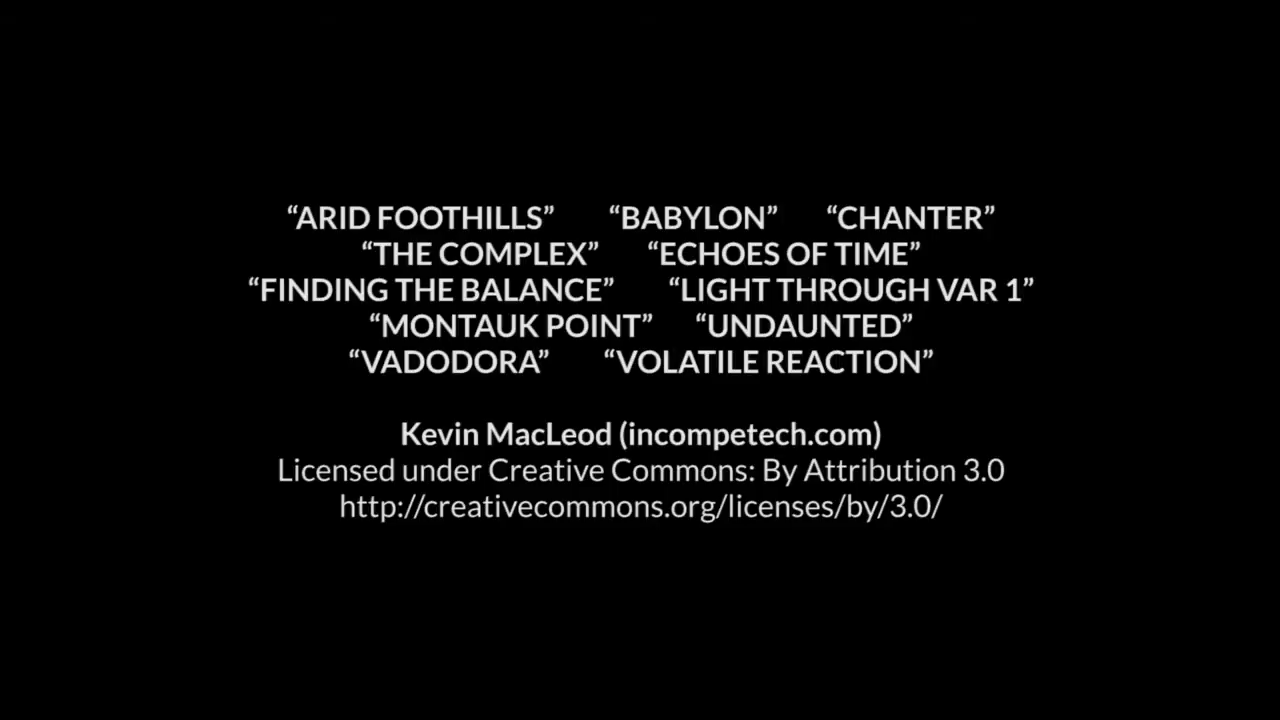 “ARID FOOTHILLS” “BABYLON” “CHANTER”
“THE COMPLEX” “ECHOES OF TIME”
“FINDING THE BALANCE” “LIGHT THROUGH VAR 1”
“MONTAUK POINT” “UNDAUNTED”
“VADODORA” “VOLATILE REACTION”
Kevin MacLeod (incompetech.com)
Licensed under Creative Commons: By Attribution 3.0
http://creativecommons.org/licenses/by/3.0/